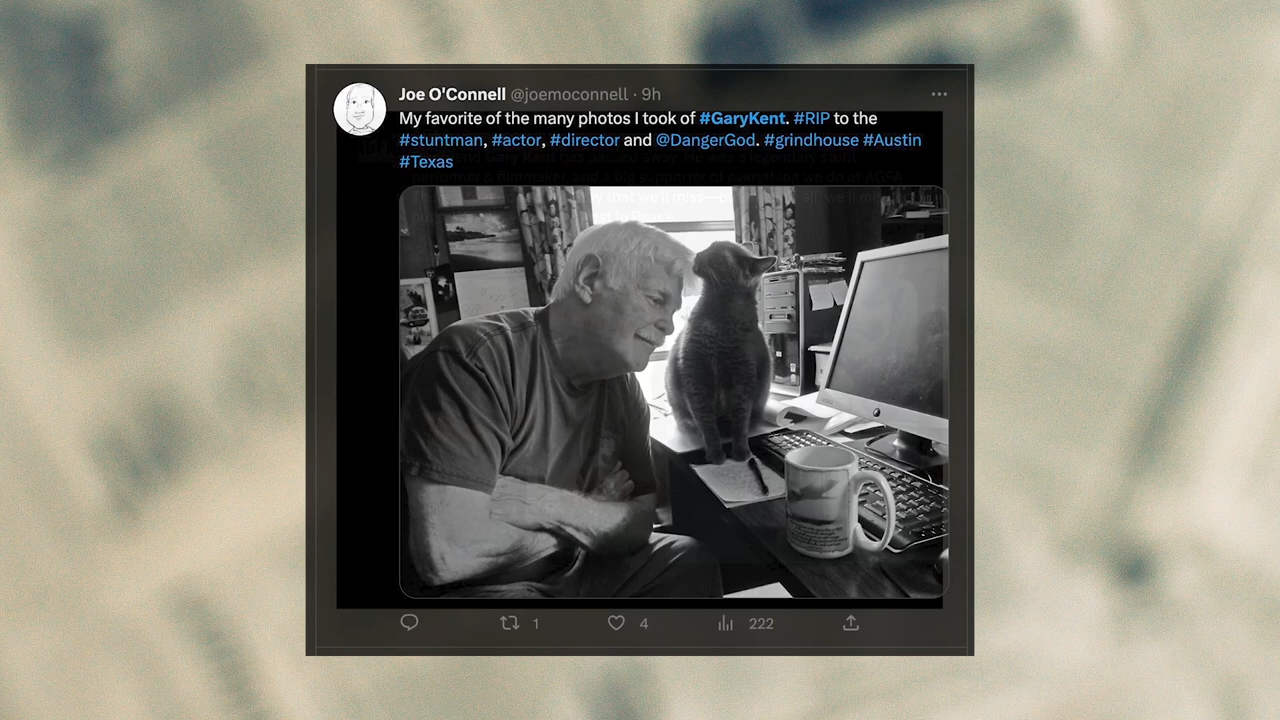 Joe O'Connell @joemoconnell · 9h
My favorite of the many photos I took of #GaryKent. #RIP to the
#stuntman, #actor, #director and @DangerGod. #grindhouse #Austin
#Texas
1 4 222